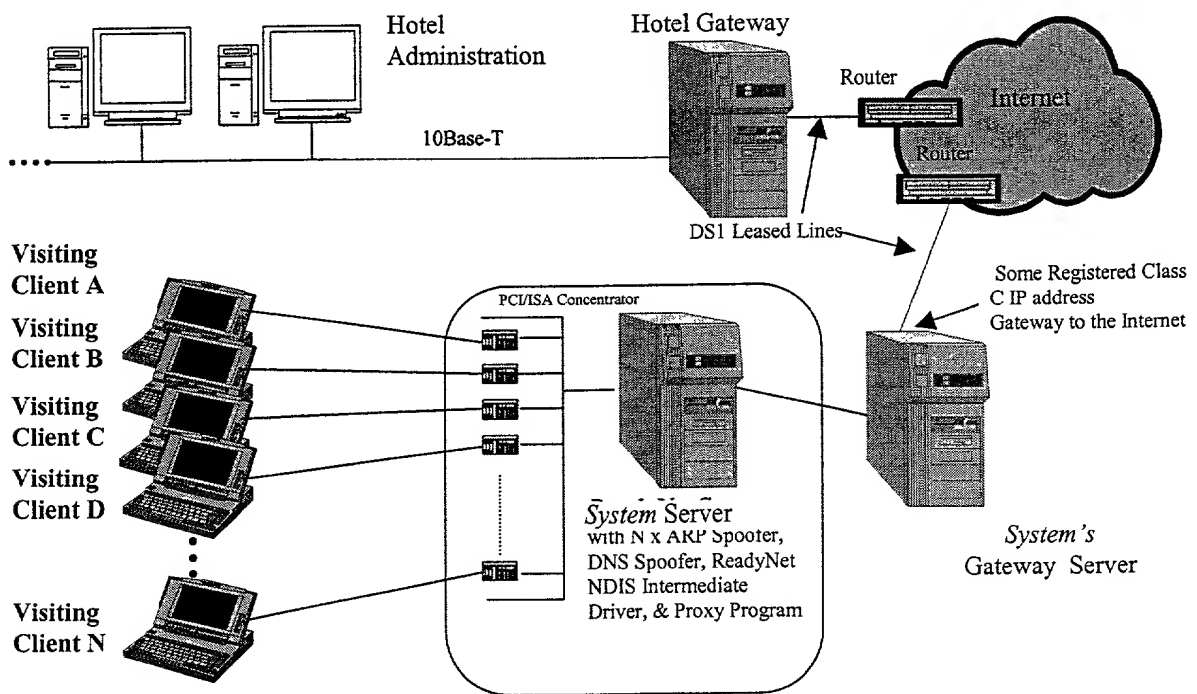 Hotel
Administration
Hotel Gateway
Router
Internet
10Base-T
Router
DS1 Leased Lines
Visiting
Client A
PCI/ISA Concentrator
Some Registered Class
C IP address
Gateway to the Internet
Visiting
Client B
Visiting
Client C
Visiting
Client D
System Server
with N x ARP Spoofer,
DNS Spoofer, ReadyNet
NDIS Intermediate
Driver, & Proxy Program
System's
Gateway Server
Visiting
Client N